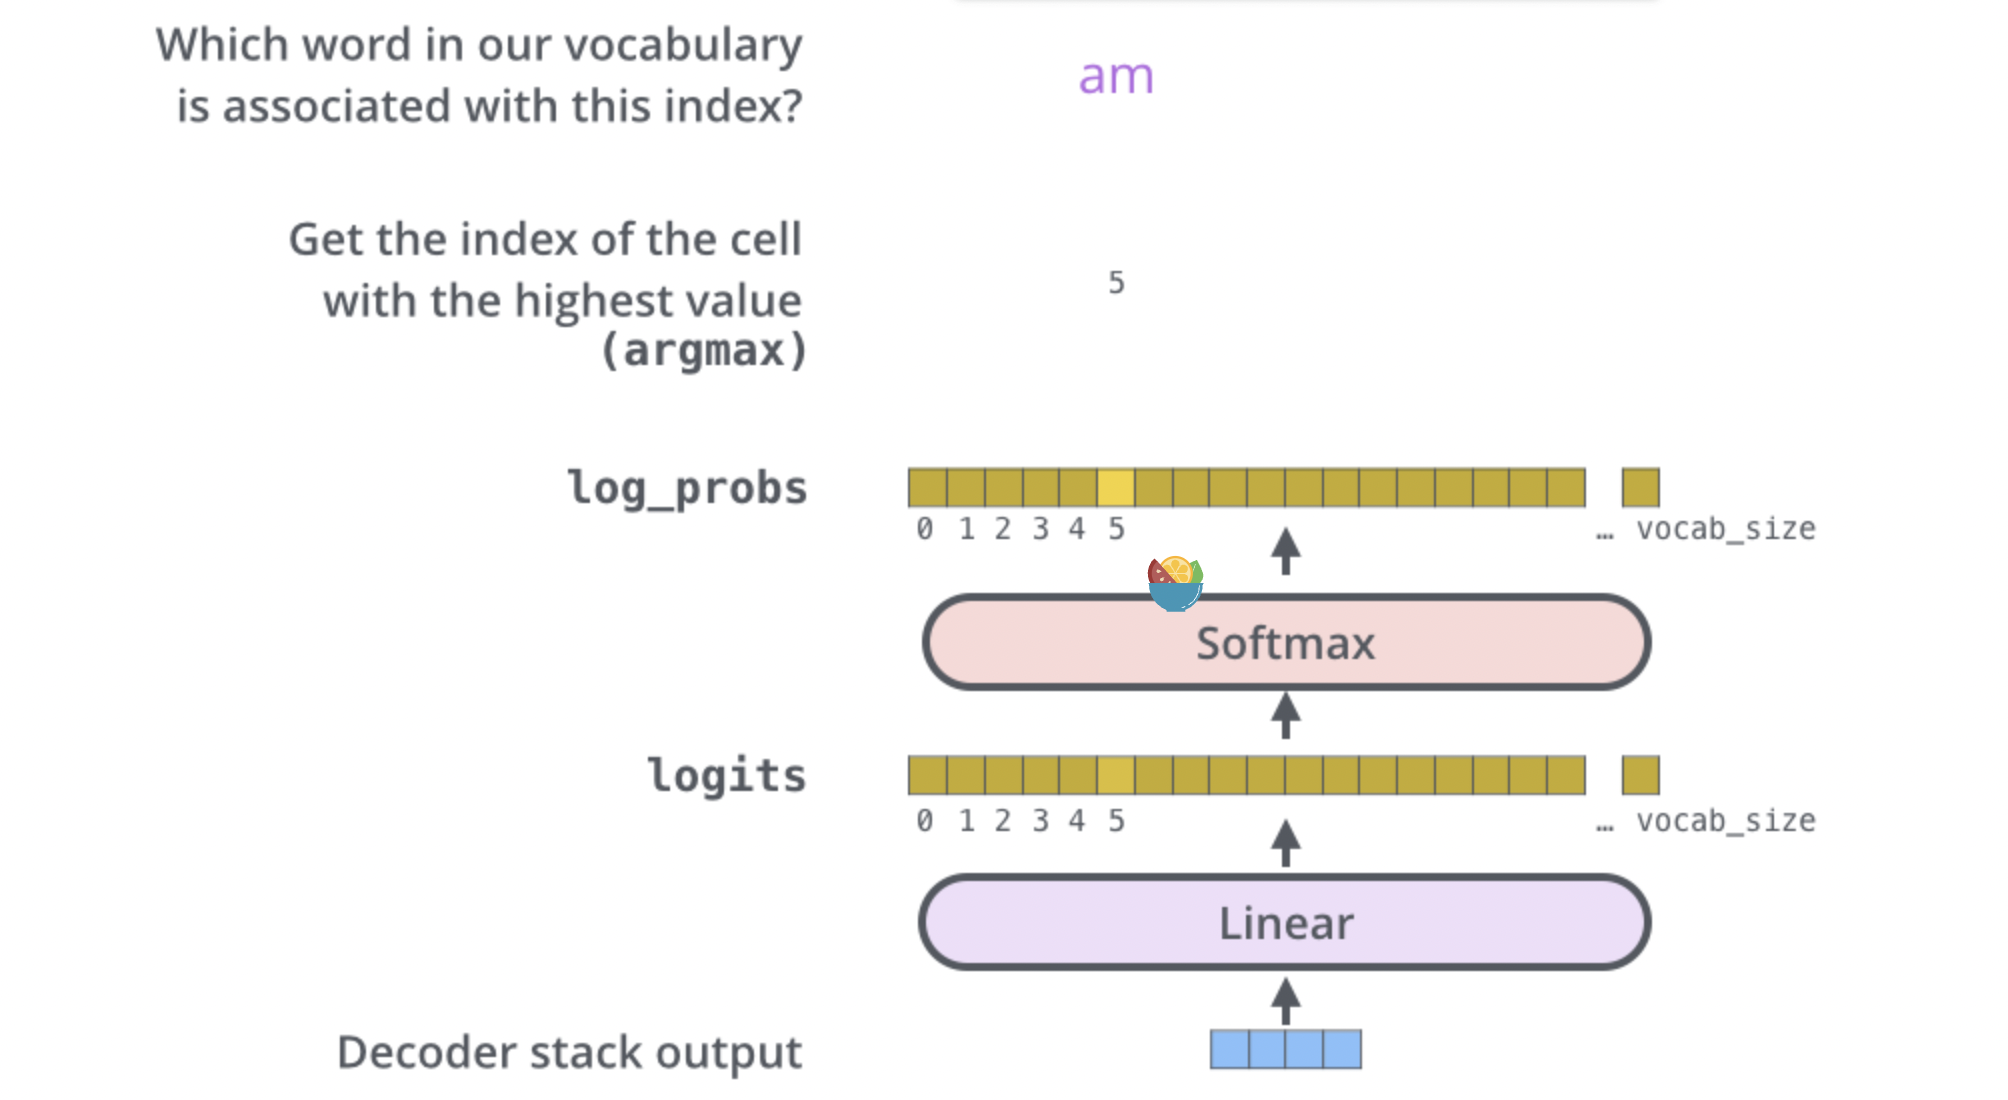 Which word in our vocabulary
is associated with this index?
am
Get the index of the cell
with the highest value
(argmax)
5
log_probs
0 1 2 3 4 5 … vocab_size
Softmax
logits
0 1 2 3 4 5 … vocab_size
Linear
Decoder stack output